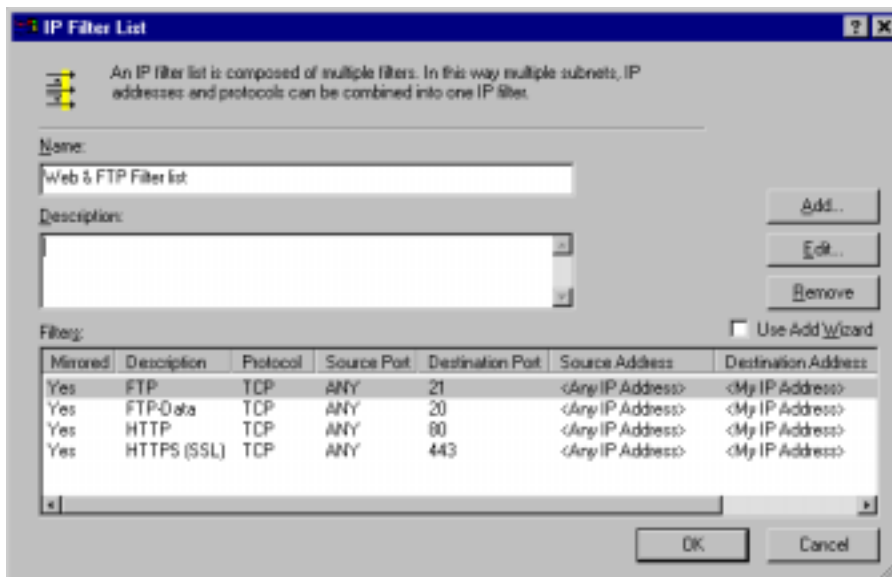 IP Filter List
An IP filter list is composed of multiple filters. In this way multiple subnets, IP
addresses and protocols can be combined into one IP filter.
Name:
Web & FTP Filter list
Add...
Description:
Edit...
Remove
Filters:
Use Add Wizard
Mirrored Description Protocol Source Port Destination Port Source Address Destination Address
Yes FTP TCP ANY 21 <Any IP Address> <My IP Address>
Yes FTP-Data TCP ANY 20 <Any IP Address> <My IP Address>
Yes HTTP TCP ANY 80 <Any IP Address> <My IP Address>
Yes HTTPS (SSL) TCP ANY 443 <Any IP Address> <My IP Address>
OK Cancel